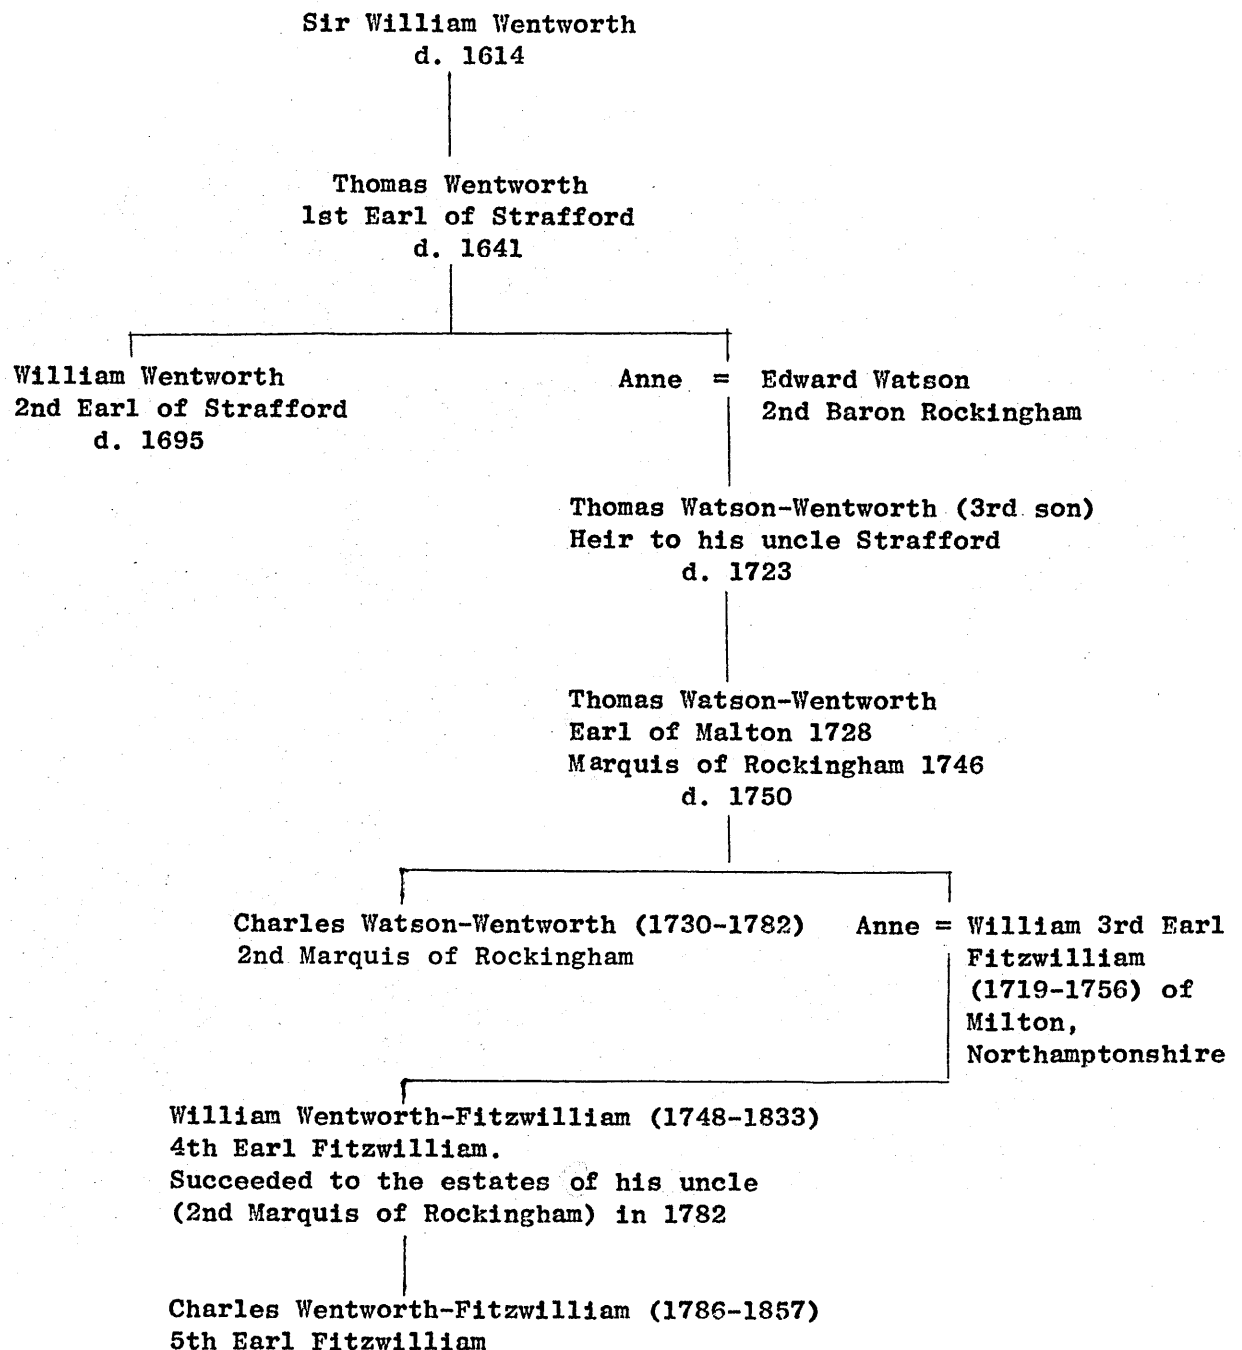 Sir William Wentworth
d. 1614
Thomas Wentworth
1st Earl of Strafford
d. 1641
William Wentworth
2nd Earl of Strafford
d. 1695
Anne = Edward Watson
2nd Baron Rockingham
Thomas Watson-Wentworth (3rd son)
Heir to his uncle Strafford
d. 1723
Thomas Watson-Wentworth
Earl of Malton 1728
Marquis of Rockingham 1746
d. 1750
Charles Watson-Wentworth (1730-1782)
2nd Marquis of Rockingham
Anne = William 3rd Earl
Fitzwilliam
(1719-1756) of
Milton,
Northamptonshire
William Wentworth-Fitzwilliam (1748-1833)
4th Earl Fitzwilliam.
Succeeded to the estates of his uncle
(2nd Marquis of Rockingham) in 1782
Charles Wentworth-Fitzwilliam (1786-1857)
5th Earl Fitzwilliam